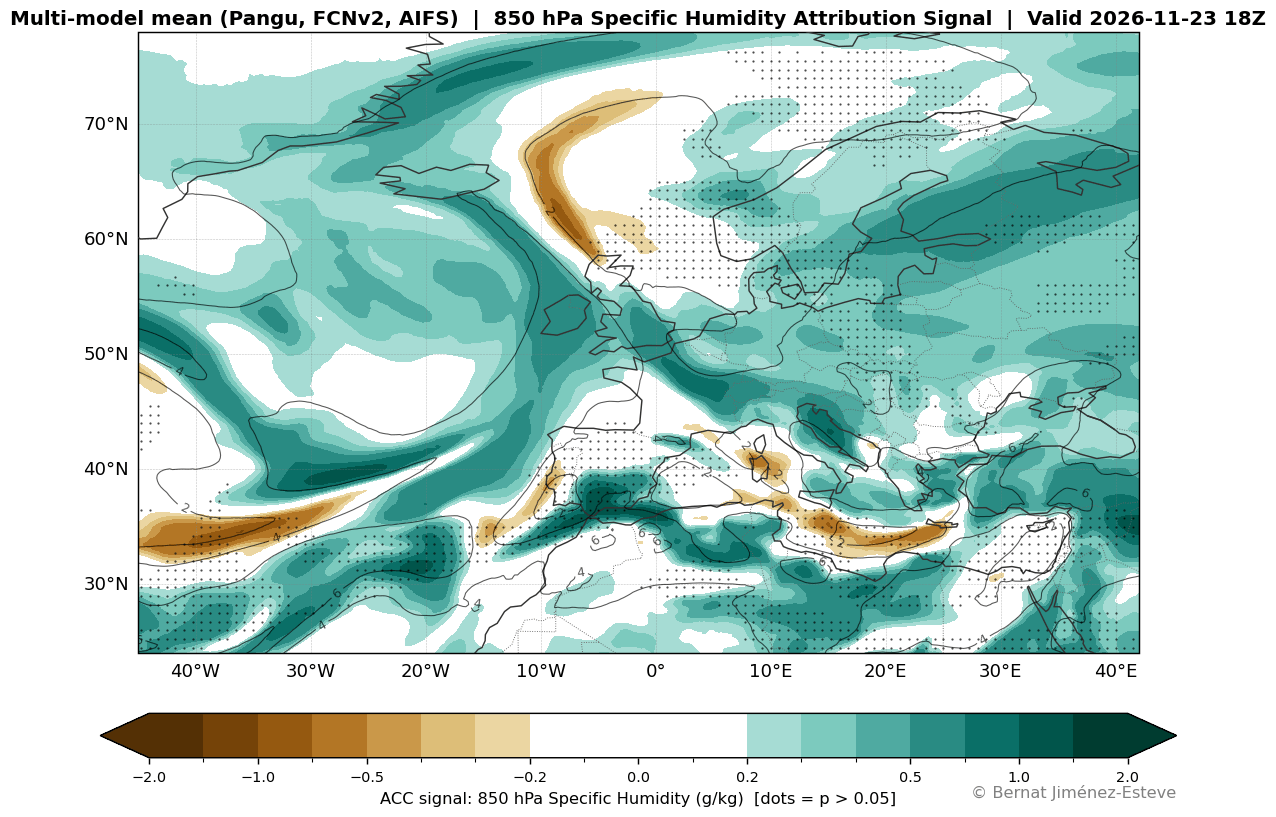 Multi-model mean (Pangu, FCNv2, AIFS)  |  850 hPa Specific Humidity Attribution Signal  |  Valid 2026-11-23 18Z
70°N
60°N
50°N
40°N
30°N
40°W
30°W
20°W
10°W
0°
10°E
20°E
30°E
40°E
−2.0
−1.0
−0.5
−0.2
0.0
0.2
0.5
1.0
2.0
ACC signal: 850 hPa Specific Humidity (g/kg)  [dots = p > 0.05]
© Bernat Jiménez-Esteve